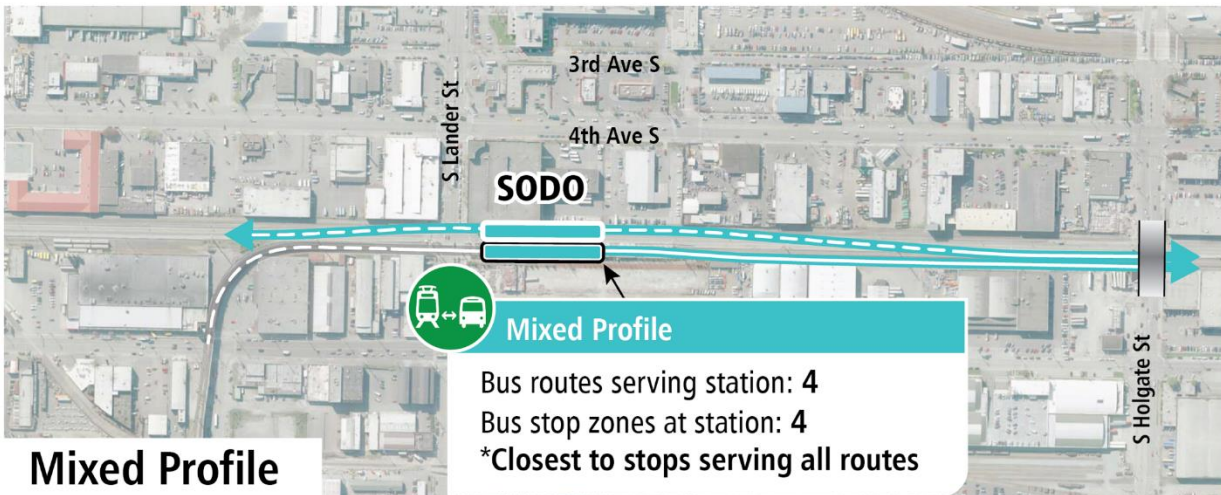 3rd Ave S
4th Ave S
S Lander St
SODO
S Holgate St
Mixed Profile
Bus routes serving station: 4
Bus stop zones at station: 4
*Closest to stops serving all routes
Mixed Profile